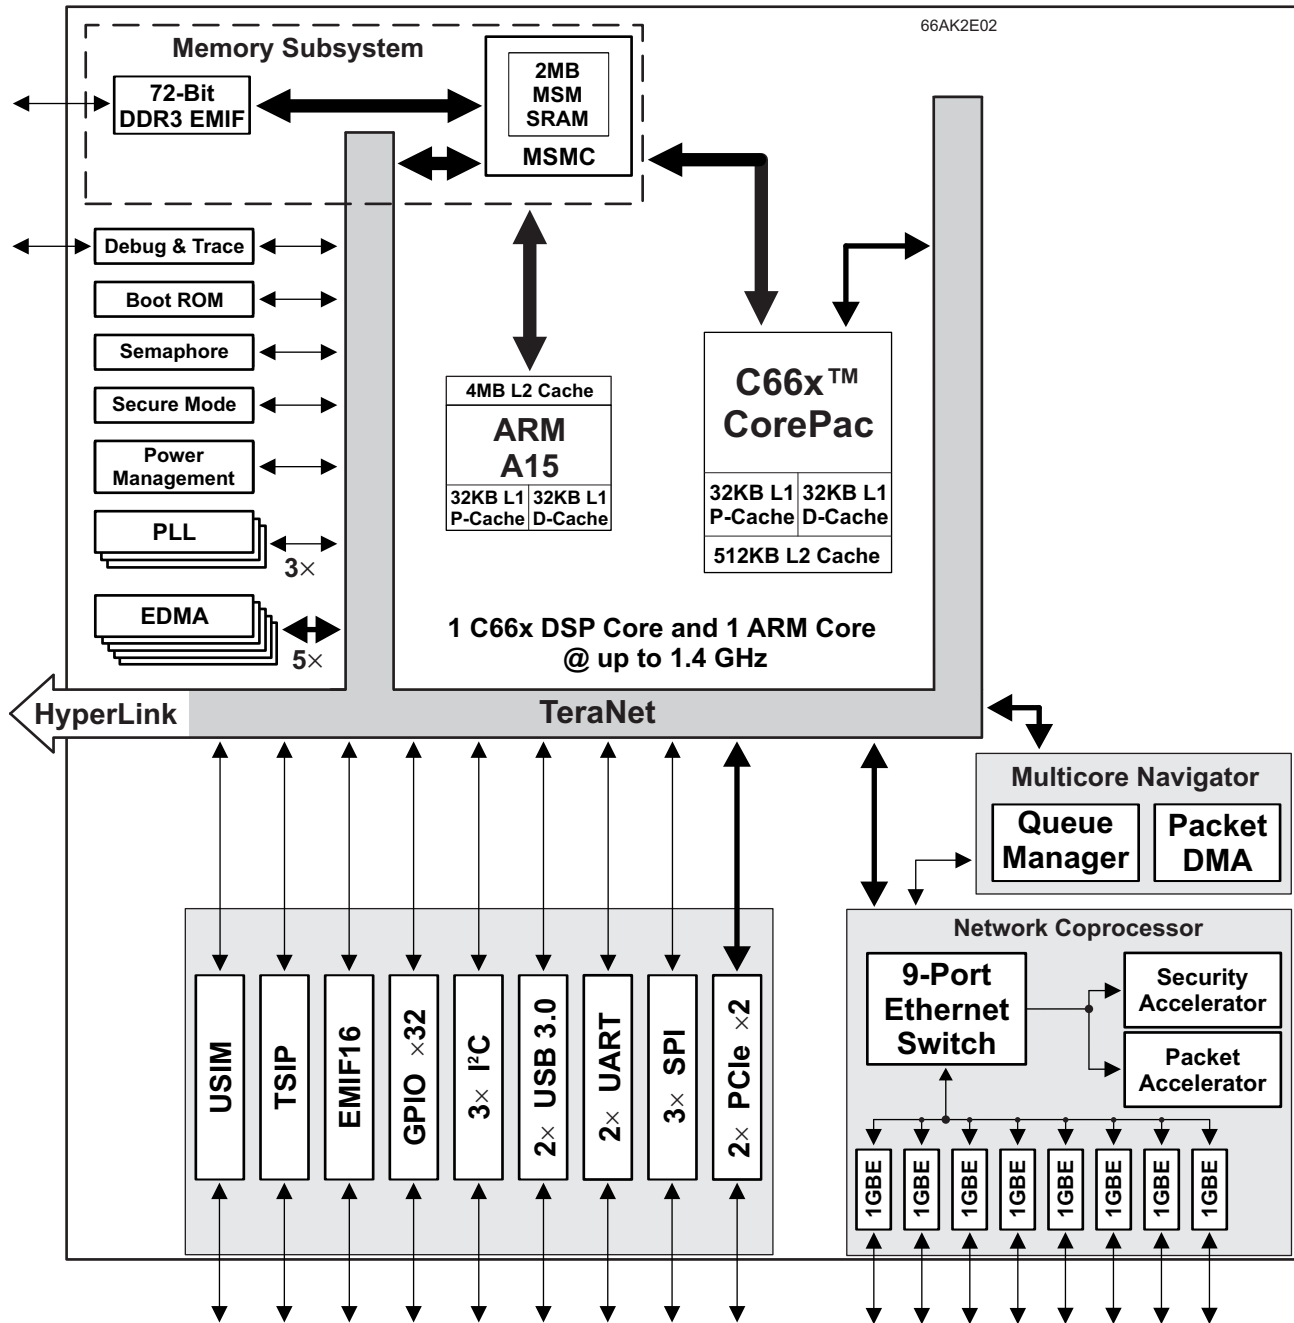 66AK2E02
Memory Subsystem
72-Bit
DDR3 EMIF
2MB
MSM
SRAM
MSMC
Debug & Trace
Boot ROM
Semaphore
Secure Mode
Power
Management
PLL
3×
EDMA
5×
4MB L2 Cache
ARM
A15
32KB L1
P-Cache
32KB L1
D-Cache
C66x™
CorePac
32KB L1
P-Cache
32KB L1
D-Cache
512KB L2 Cache
1 C66x DSP Core and 1 ARM Core
@ up to 1.4 GHz
HyperLink
TeraNet
Multicore Navigator
Queue
Manager
Packet
DMA
Network Coprocessor
9-Port
Ethernet
Switch
Security
Accelerator
Packet
Accelerator
USIM
TSIP
EMIF16
GPIO ×32
3× I²C
2× USB 3.0
2× UART
3× SPI
2× PCIe ×2
1GBE
1GBE
1GBE
1GBE
1GBE
1GBE
1GBE
1GBE